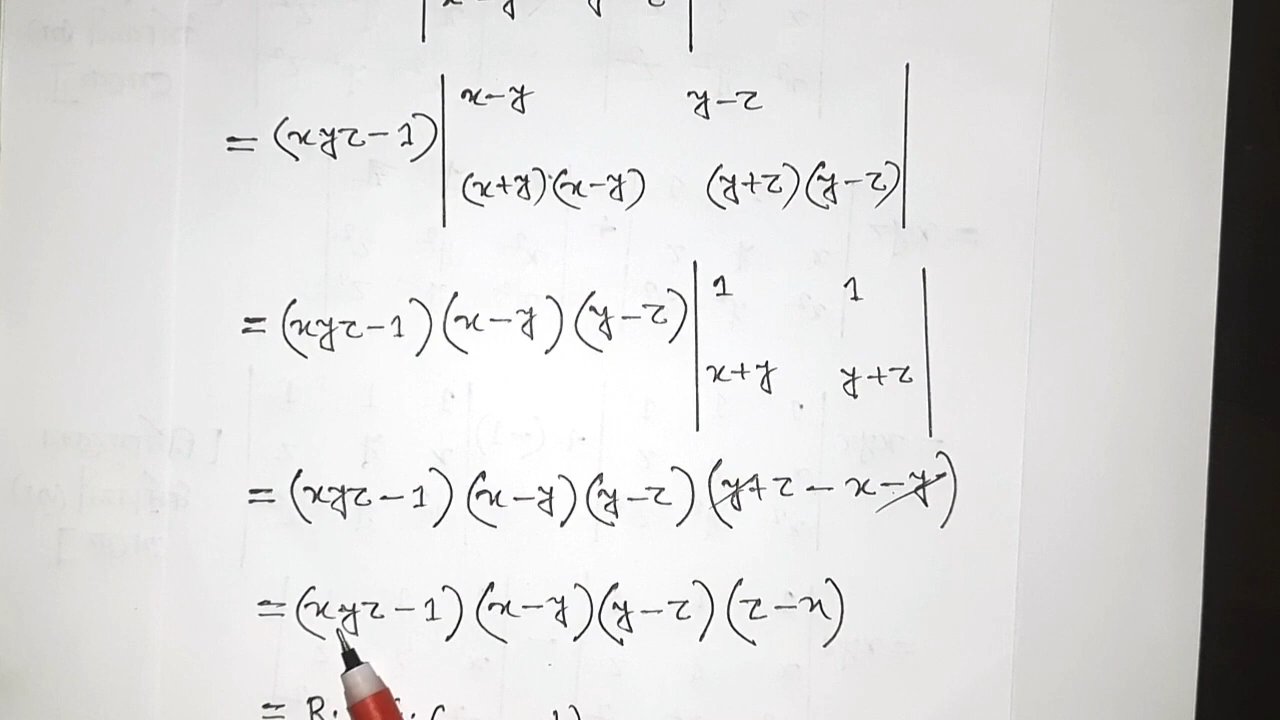 = (xyz-1) | x-y y-z |
| (x+y)(x-y) (y+z)(y-z) |
= (xyz-1)(x-y)(y-z) | 1 1 |
| x+y y+z |
= (xyz-1)(x-y)(y-z)(y+z-x-y)
= (xyz-1)(x-y)(y-z)(z-x)
= R.